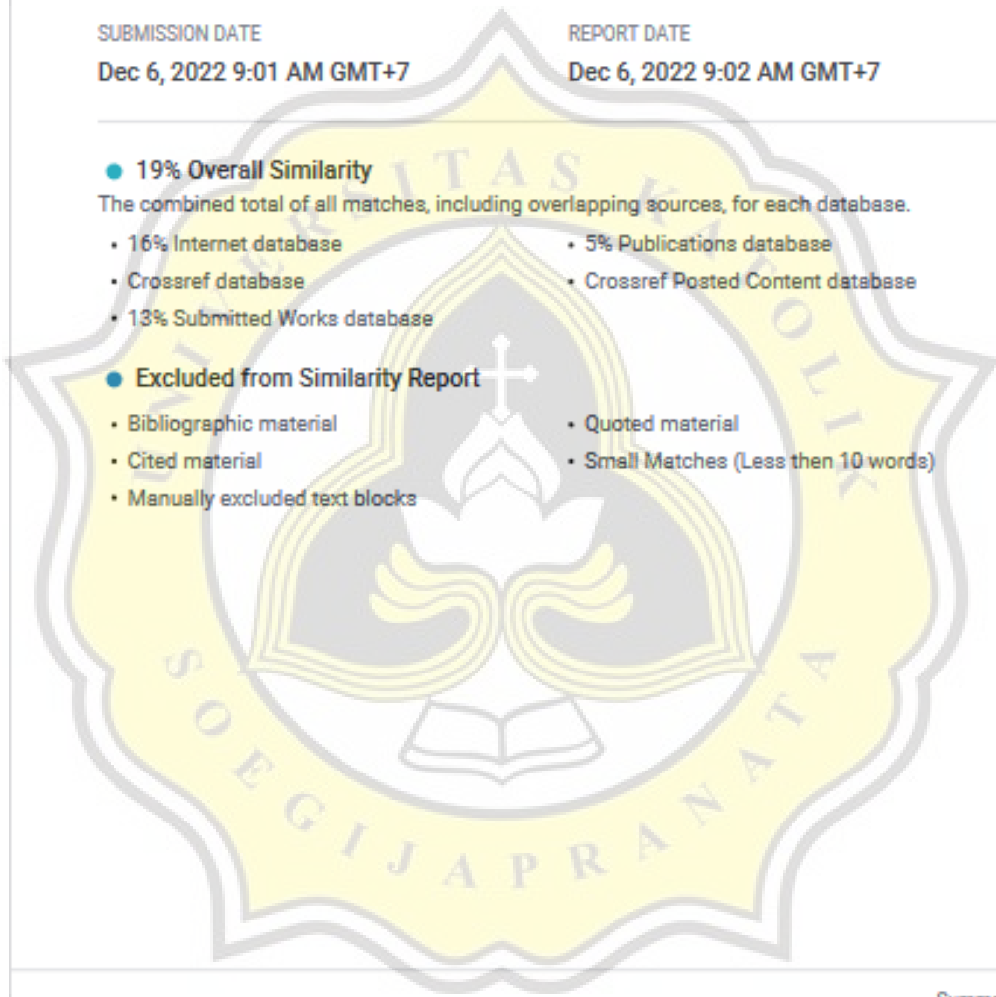 SUBMISSION DATE
Dec 6, 2022 9:01 AM GMT+7
REPORT DATE
Dec 6, 2022 9:02 AM GMT+7
● 19% Overall Similarity
The combined total of all matches, including overlapping sources, for each database.
• 16% Internet database
• 5% Publications database
• Crossref database
• Crossref Posted Content database
• 13% Submitted Works database
● Excluded from Similarity Report
• Bibliographic material
• Quoted material
• Cited material
• Small Matches (Less then 10 words)
• Manually excluded text blocks
UNIVERSITAS KATOLIK
SOEGIJAPRANATA